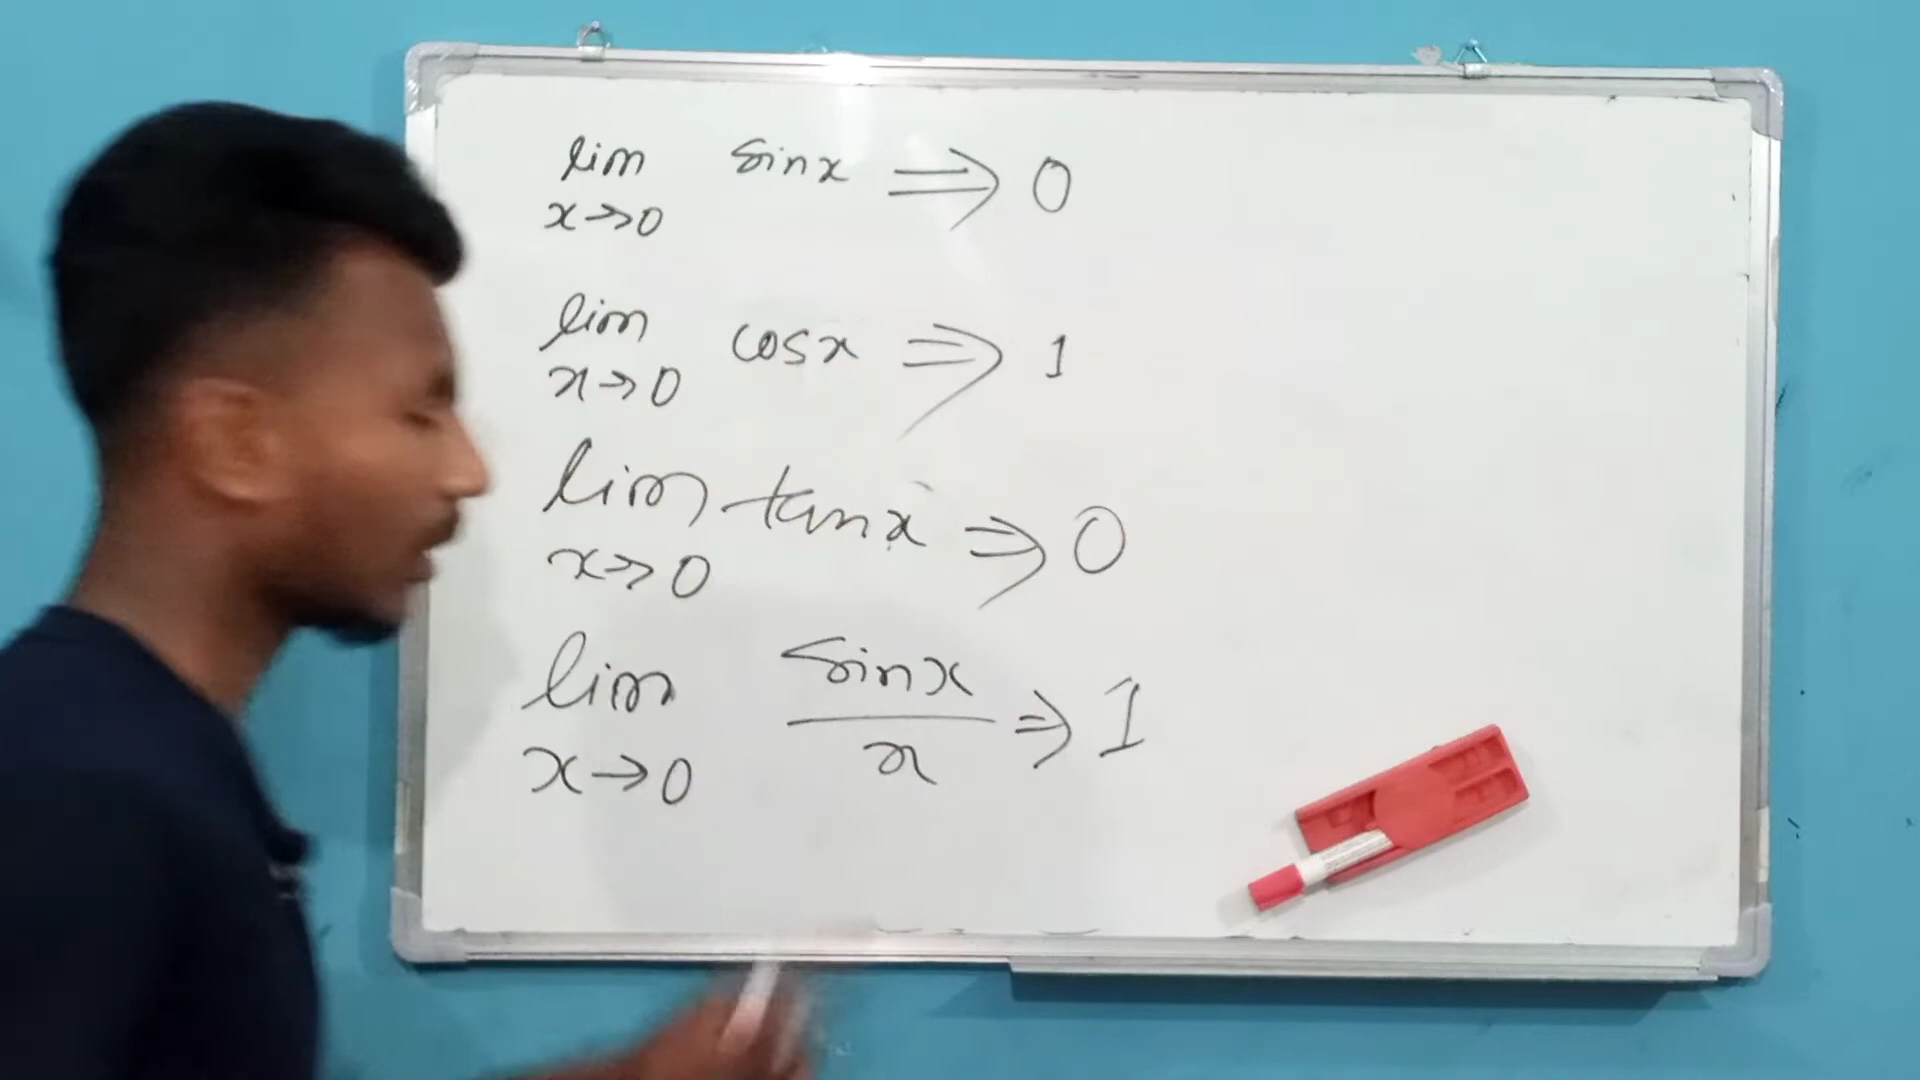 lim sinx ⇒ 0
x→0
lim cosx ⇒ 1
x→0
lim tanx ⇒ 0
x→0
lim sinx/x ⇒ 1
x→0